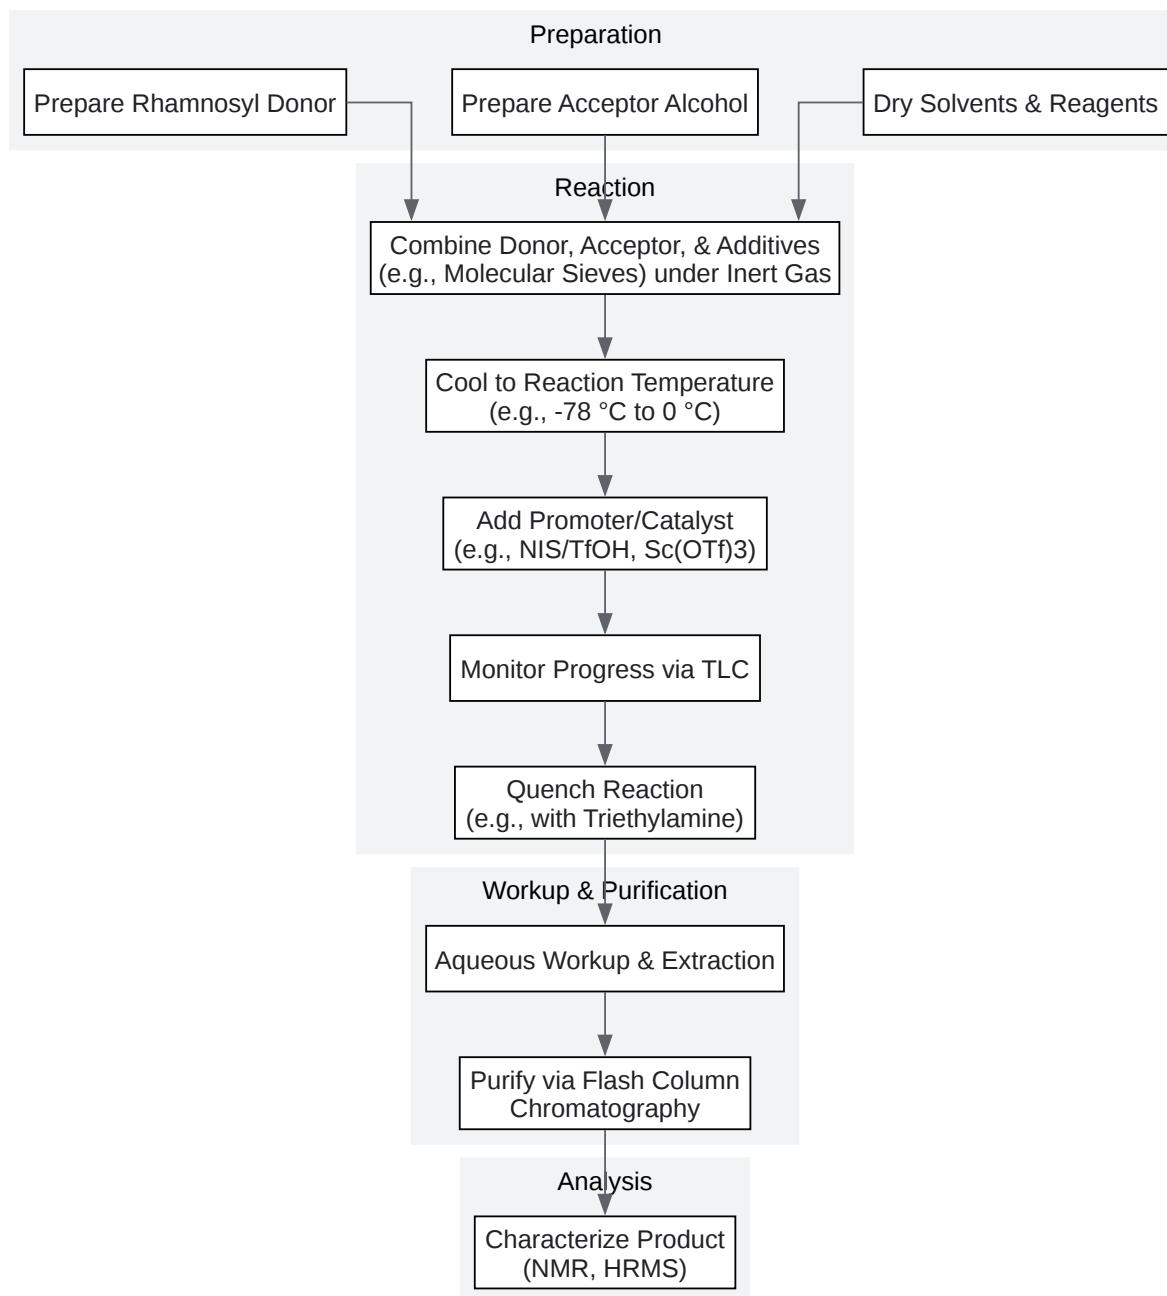 Preparation
Prepare Rhamnosyl Donor
Prepare Acceptor Alcohol
Dry Solvents & Reagents
Reaction
Combine Donor, Acceptor, & Additives
(e.g., Molecular Sieves) under Inert Gas
Cool to Reaction Temperature
(e.g., -78 °C to 0 °C)
Add Promoter/Catalyst
(e.g., NIS/TfOH, Sc(OTf)3)
Monitor Progress via TLC
Quench Reaction
(e.g., with Triethylamine)
Workup & Purification
Aqueous Workup & Extraction
Purify via Flash Column
Chromatography
Analysis
Characterize Product
(NMR, HRMS)